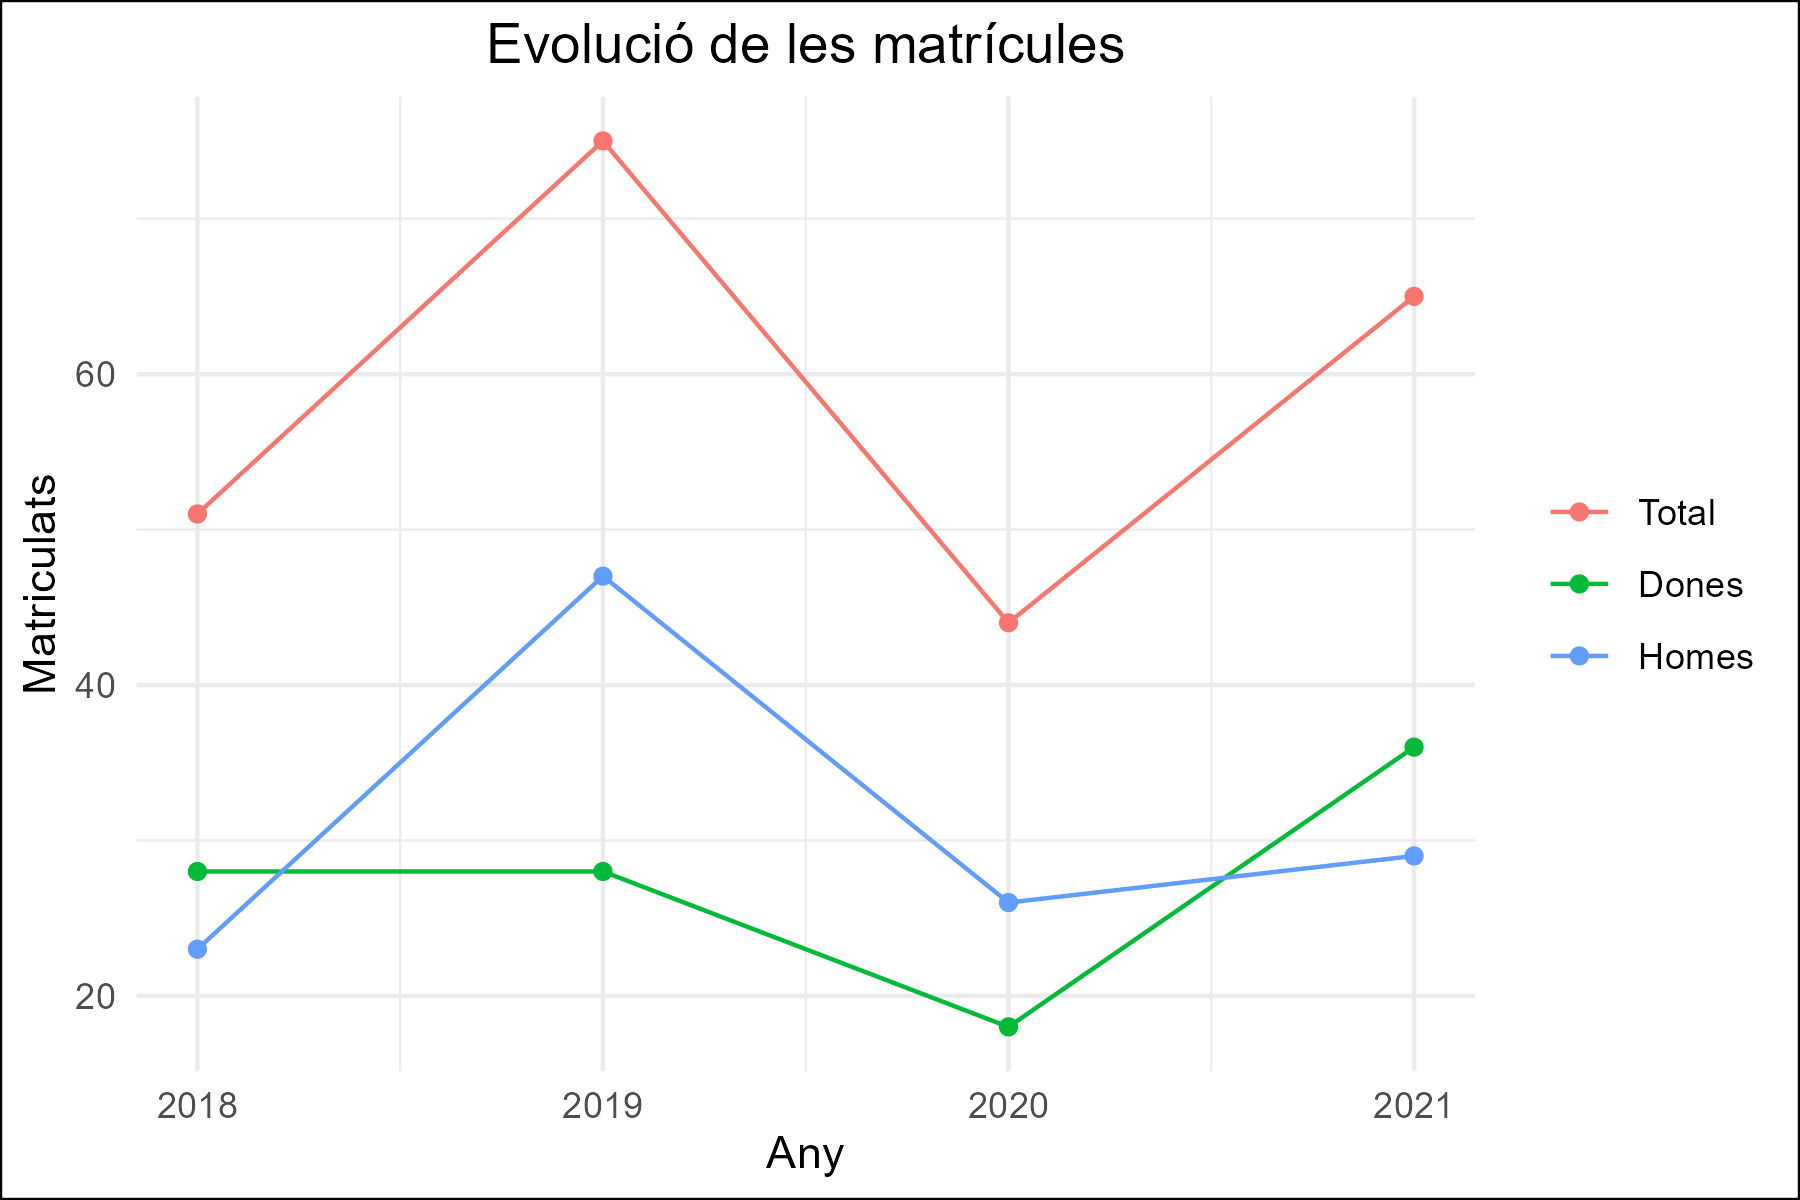 Evolució de les matrícules
Matriculats
60
40
20
2018
2019
2020
2021
Any
Total
Dones
Homes